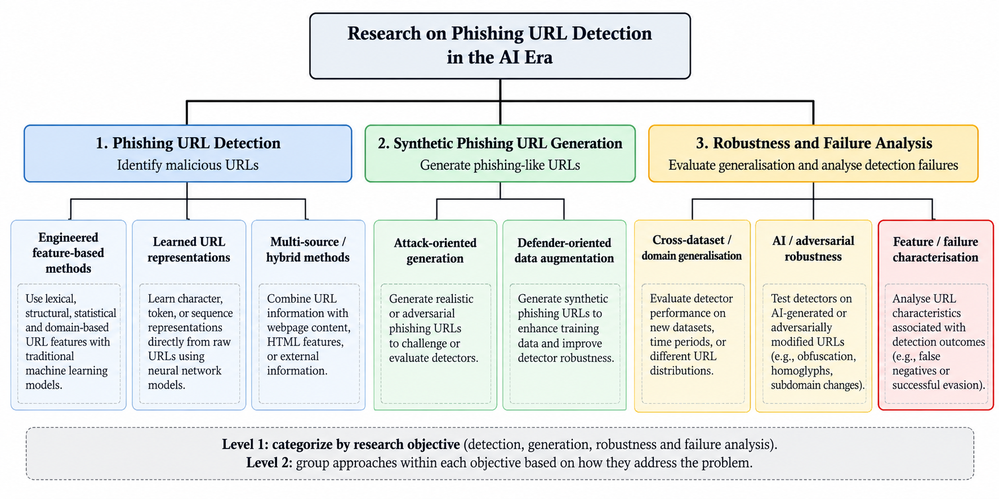 Research on Phishing URL Detection
in the AI Era
1. Phishing URL Detection
Identify malicious URLs
2. Synthetic Phishing URL Generation
Generate phishing-like URLs
3. Robustness and Failure Analysis
Evaluate generalisation and analyse detection failures
Engineered
feature-based
methods
Use lexical,
structural, statistical
and domain-based
URL features with
traditional
machine learning
models.
Learned URL
representations
Learn character,
token, or sequence
representations
directly from raw
URLs using
neural network
models.
Multi-source /
hybrid methods
Combine URL
information with
webpage content,
HTML features,
or external
information.
Attack-oriented
generation
Generate realistic
or adversarial
phishing URLs
to challenge or
evaluate detectors.
Defender-oriented
data augmentation
Generate synthetic
phishing URLs to
enhance training
data and improve
detector robustness.
Cross-dataset /
domain generalisation
Evaluate detector
performance on
new datasets,
time periods, or
different URL
distributions.
AI / adversarial
robustness
Test detectors on
AI-generated or
adversarially
modified URLs
(e.g., obfuscation,
homoglyphs,
subdomain changes).
Feature / failure
characterisation
Analyse URL
characteristics
associated with
detection outcomes
(e.g., false
negatives or
successful evasion).
Level 1: categorize by research objective (detection, generation, robustness and failure analysis).
Level 2: group approaches within each objective based on how they address the problem.